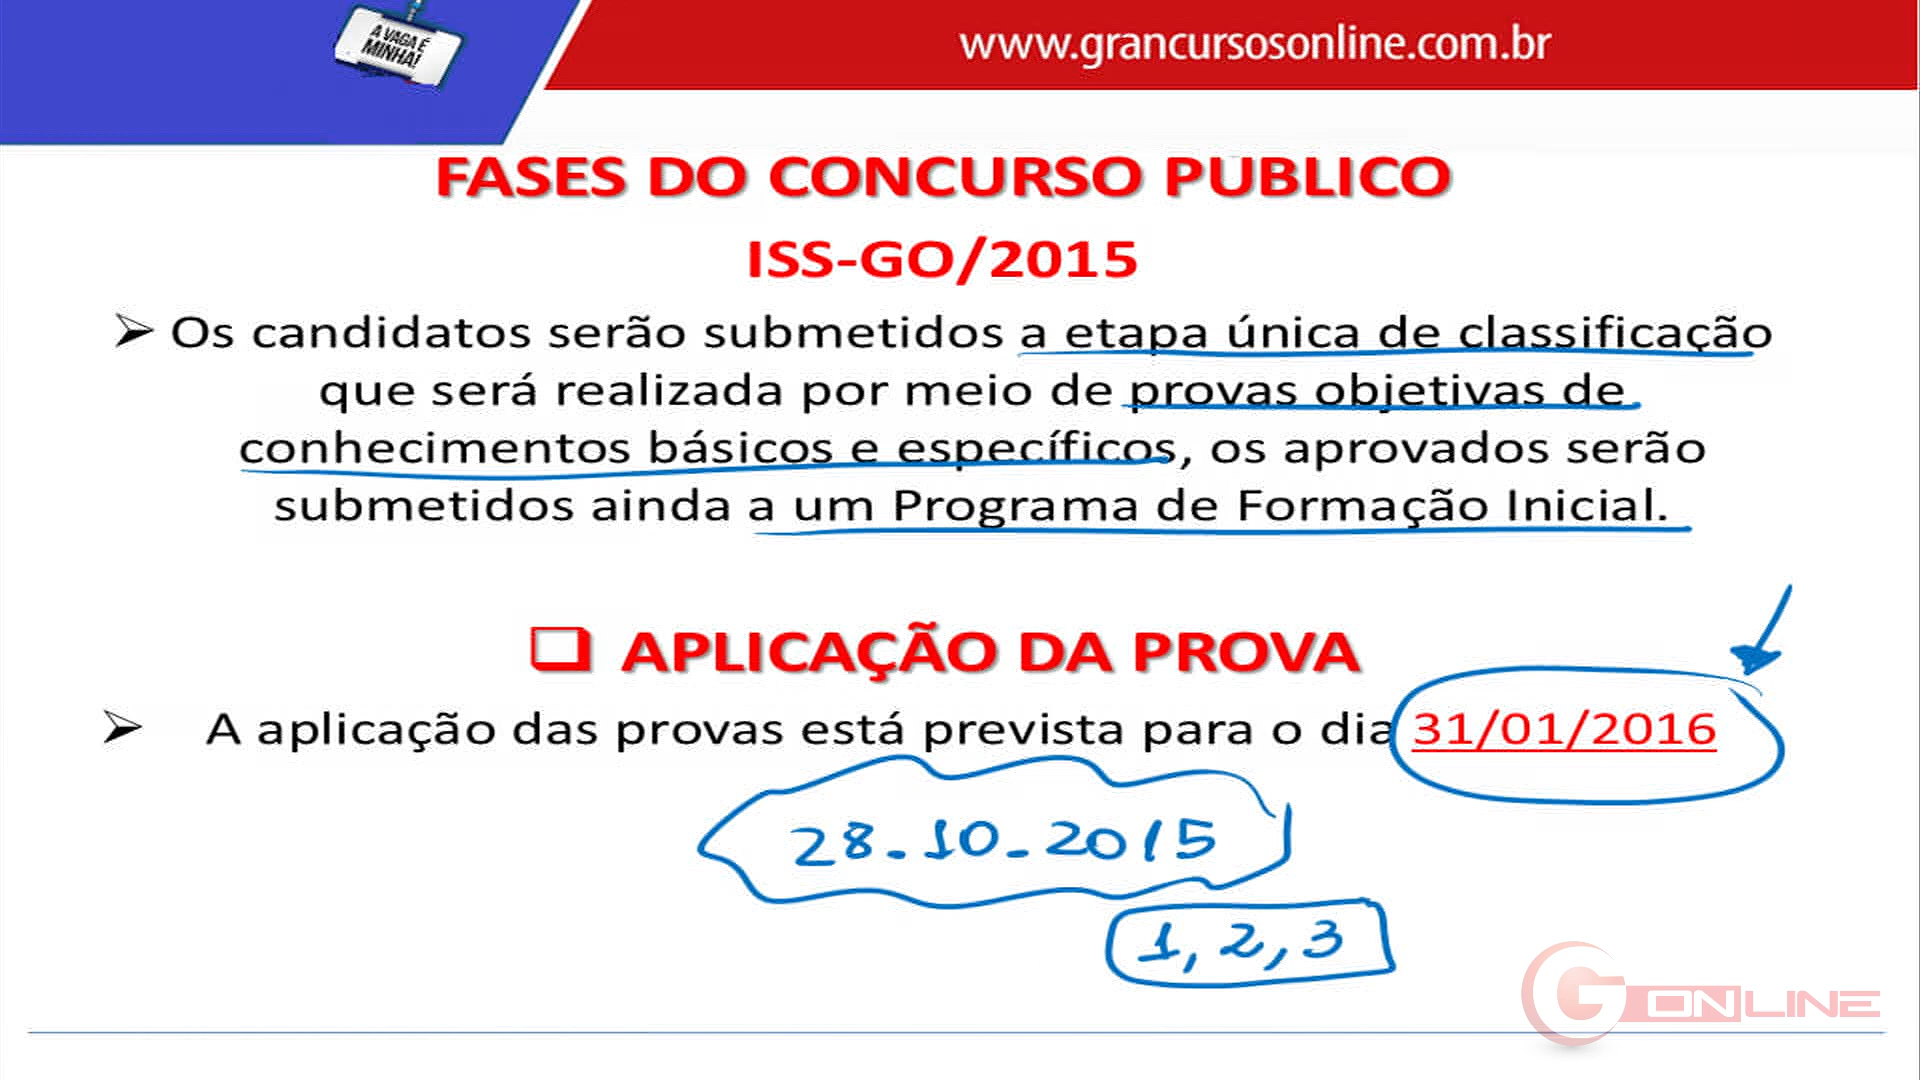 A VAGA É
MINHA!
www.grancursosonline.com.br
FASES DO CONCURSO PUBLICO
ISS-GO/2015
➢ Os candidatos serão submetidos a etapa única de classificação
que será realizada por meio de provas objetivas de
conhecimentos básicos e específicos, os aprovados serão
submetidos ainda a um Programa de Formação Inicial.
❑ APLICAÇÃO DA PROVA
➢ A aplicação das provas está prevista para o dia 31/01/2016
28.10.2015
1, 2, 3
G ONLINE